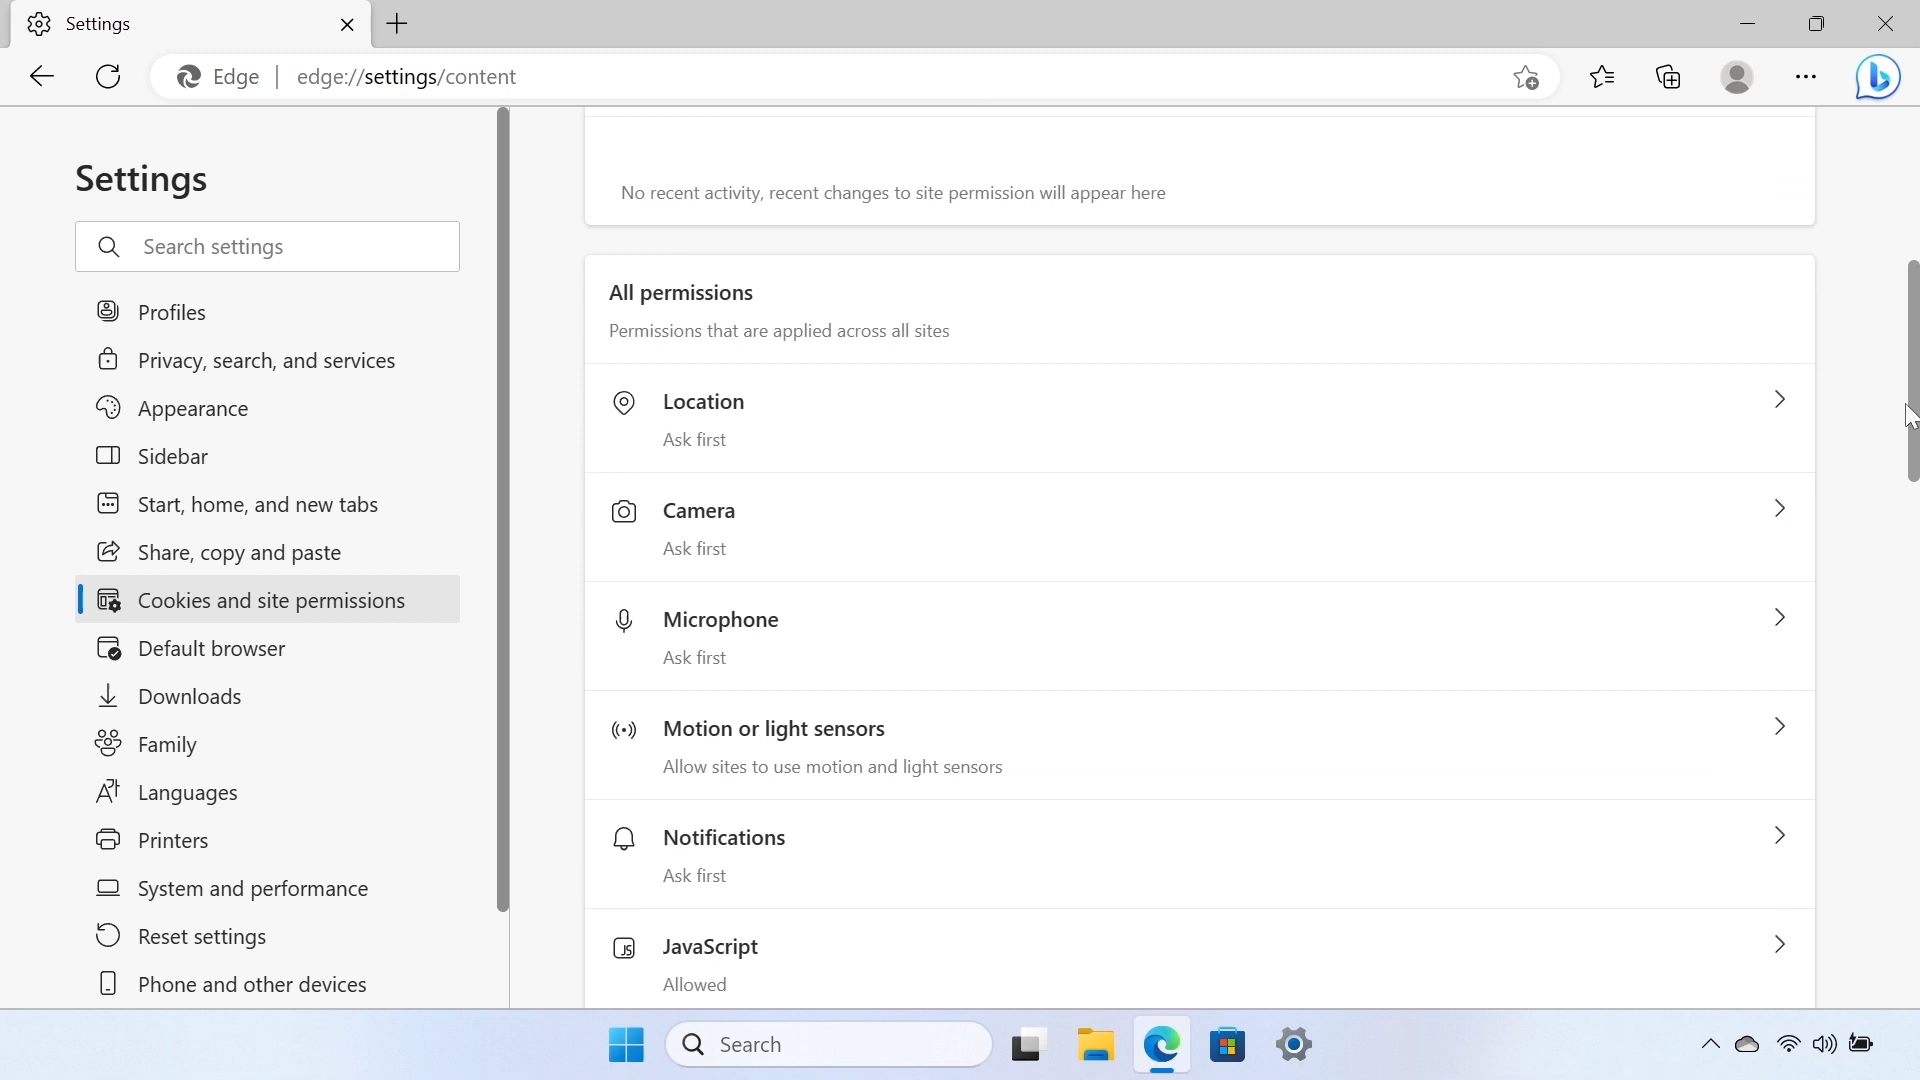 Settings
Edge
edge://settings/content
Settings
Search settings
Profiles
Privacy, search, and services
Appearance
Sidebar
Start, home, and new tabs
Share, copy and paste
Cookies and site permissions
Default browser
Downloads
Family
Languages
Printers
System and performance
Reset settings
Phone and other devices
No recent activity, recent changes to site permission will appear here
All permissions
Permissions that are applied across all sites
Location
Ask first
Camera
Ask first
Microphone
Ask first
Motion or light sensors
Allow sites to use motion and light sensors
Notifications
Ask first
JS
JavaScript
Allowed
Search